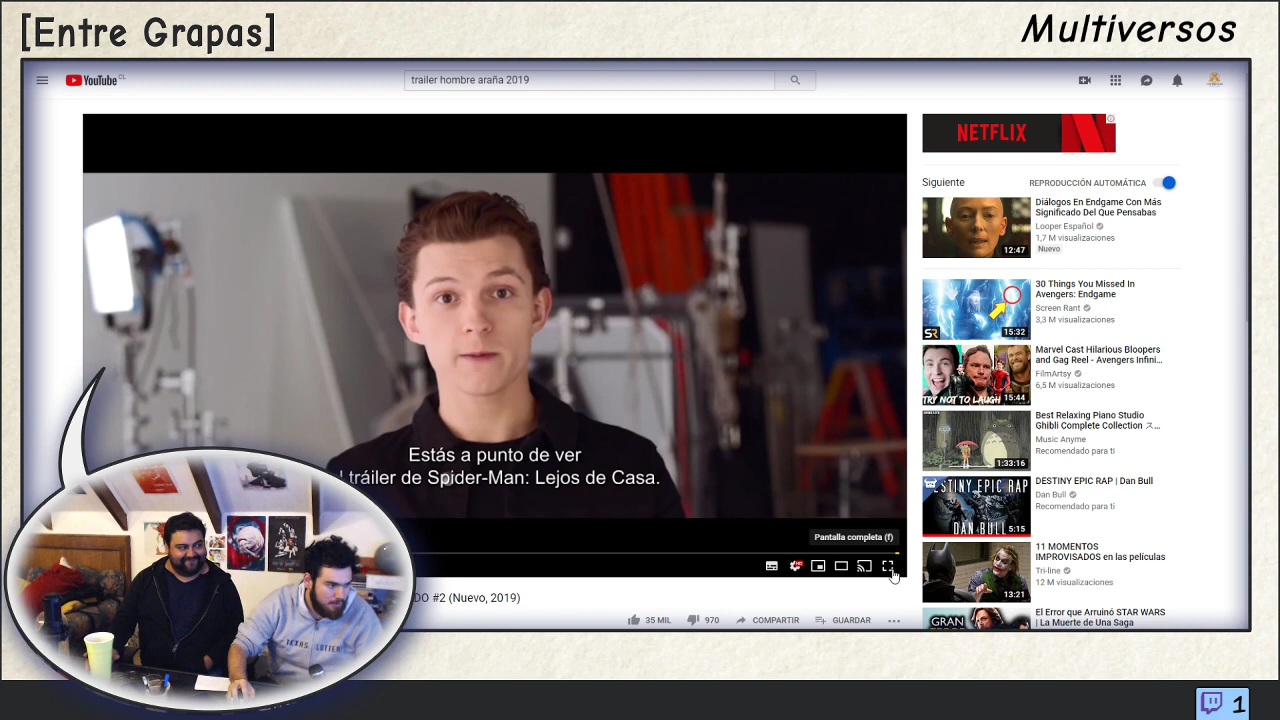 [Entre Grapas]
Multiversos
YouTube CL
trailer hombre araña 2019
NETFLIX
Siguiente
REPRODUCCIÓN AUTOMÁTICA
Diálogos En Endgame Con Más
Significado Del Que Pensabas
Looper Español
1,7 M visualizaciones
Nuevo
12:47
30 Things You Missed In
Avengers: Endgame
Screen Rant
3,3 M visualizaciones
SR
15:32
Marvel Cast Hilarious Bloopers
and Gag Reel - Avengers Infini...
FilmArtsy
6,5 M visualizaciones
TRY NOT TO LAUGH
15:44
Best Relaxing Piano Studio
Ghibli Complete Collection ス...
Music Anyme
Recomendado para ti
1:33:16
DESTINY EPIC RAP | Dan Bull
Dan Bull
Recomendado para ti
DESTINY EPIC RAP
DAN BULL
5:15
11 MOMENTOS
IMPROVISADOS en las películas
Tri-line
12 M visualizaciones
13:21
El Error que Arruinó STAR WARS
| La Muerte de Una Saga
GRAN
Estás a punto de ver
tráiler de Spider-Man: Lejos de Casa.
Pantalla completa (f)
DO #2 (Nuevo, 2019)
35 MIL
970
COMPARTIR
GUARDAR
TEXAS LOTTER
1